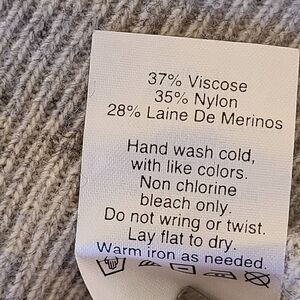 37% Viscose
35% Nylon
28% Laine De Merinos
Hand wash cold,
with like colors.
Non chlorine
bleach only.
Do not wring or twist.
Lay flat to dry.
Warm iron as needed.